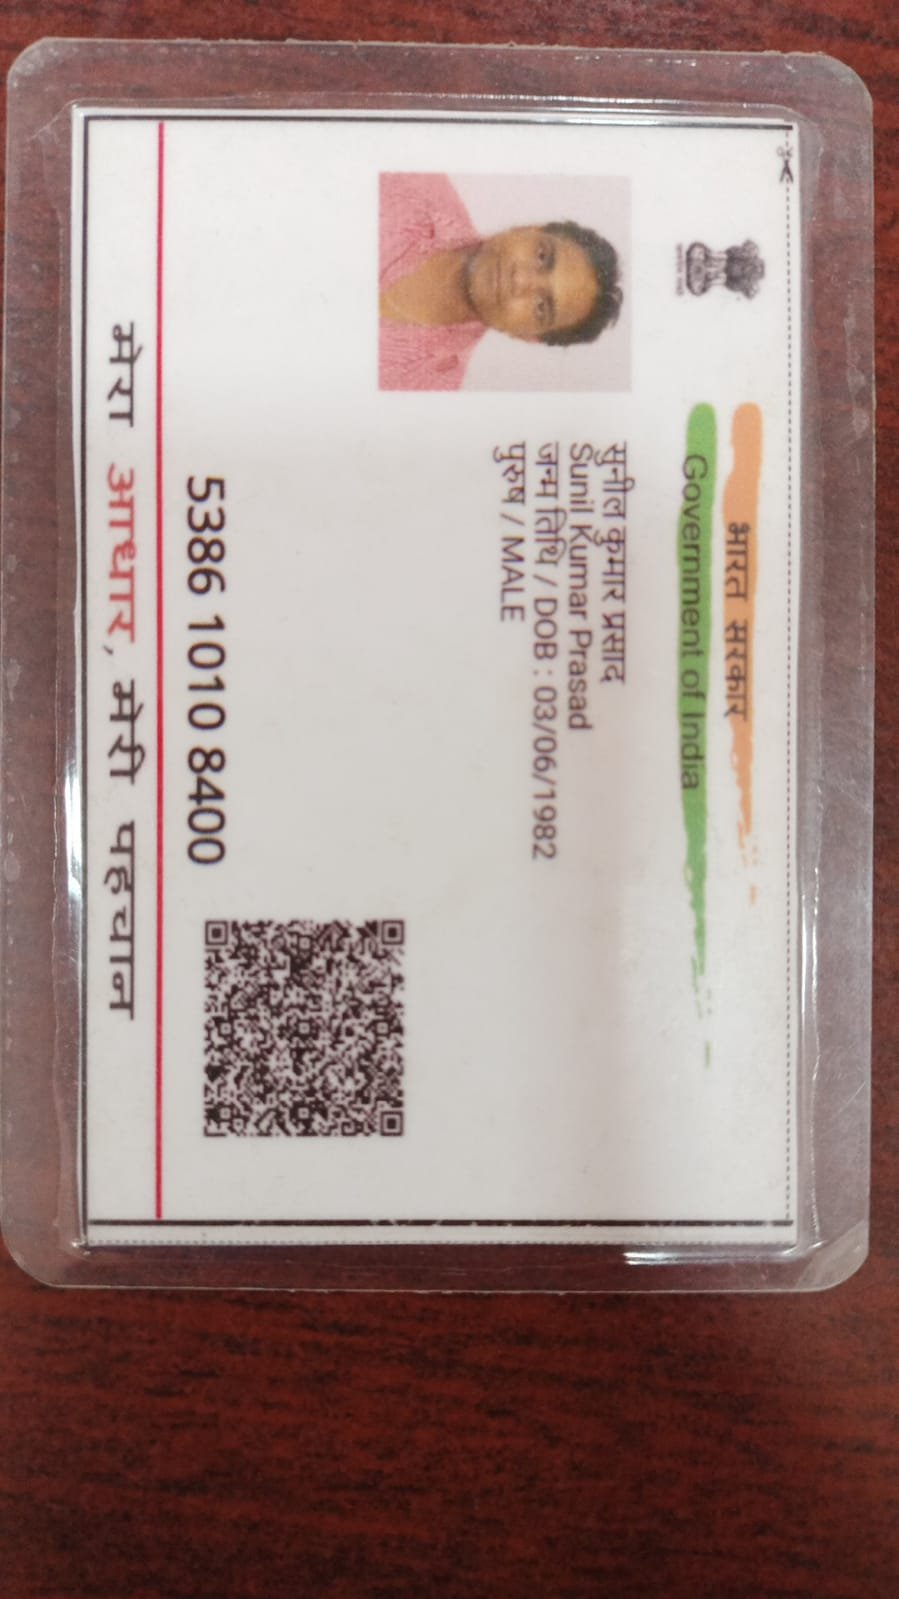 भारत सरकार
Government of India
सुनील कुमार प्रसाद
Sunil Kumar Prasad
जन्म तिथि / DOB : 03/06/1982
पुरुष / MALE
5386 1010 8400
मेरा आधार, मेरी पहचान